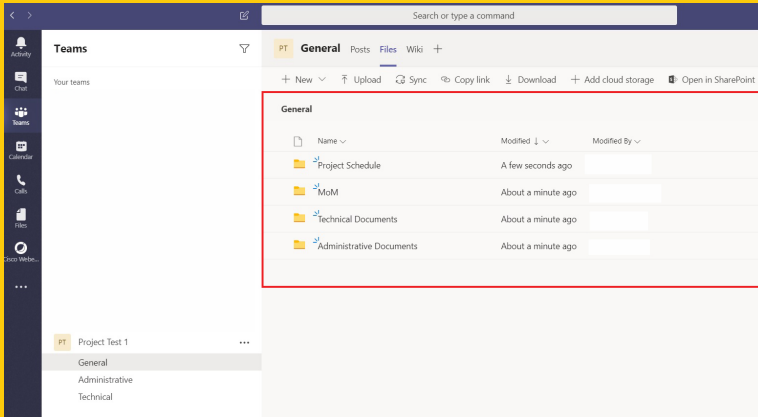 Search or type a command
Activity
Chat
Teams
Calendar
Calls
Files
Cisco Webe...
Teams
Your teams
PT Project Test 1
General
Administrative
Technical
PT General Posts Files Wiki +
+ New Upload Sync Copy link Download + Add cloud storage Open in SharePoint
General
Name Modified ↓ Modified By
Project Schedule A few seconds ago
MoM About a minute ago
Technical Documents About a minute ago
Administrative Documents About a minute ago